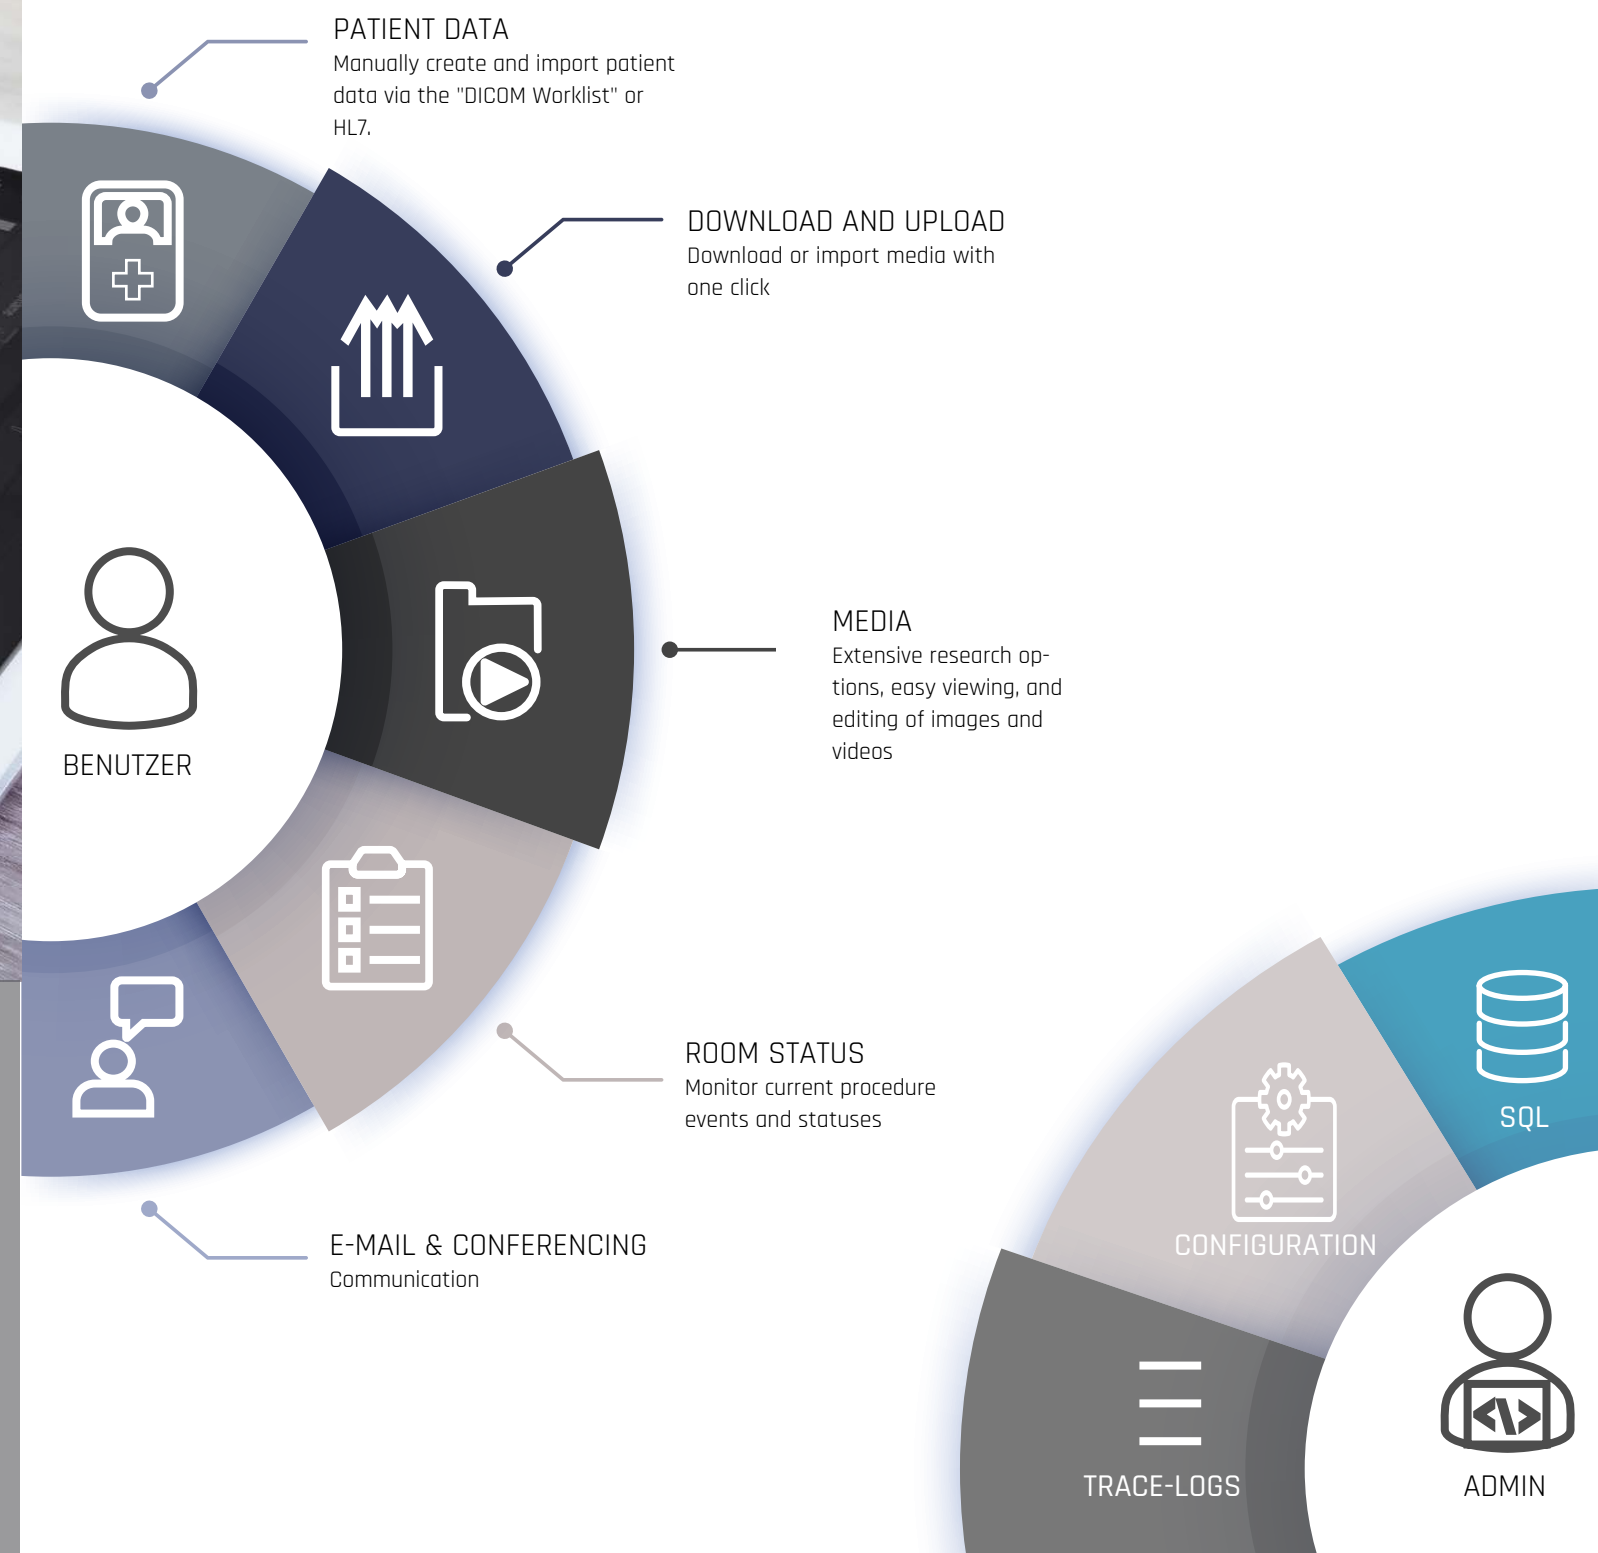 PATIENT DATA
Manually create and import patient
data via the "DICOM Worklist" or
HL7.
DOWNLOAD AND UPLOAD
Download or import media with
one click
MEDIA
Extensive research op-
tions, easy viewing, and
editing of images and
videos
BENUTZER
ROOM STATUS
Monitor current procedure
events and statuses
E-MAIL & CONFERENCING
Communication
SQL
CONFIGURATION
TRACE-LOGS
ADMIN